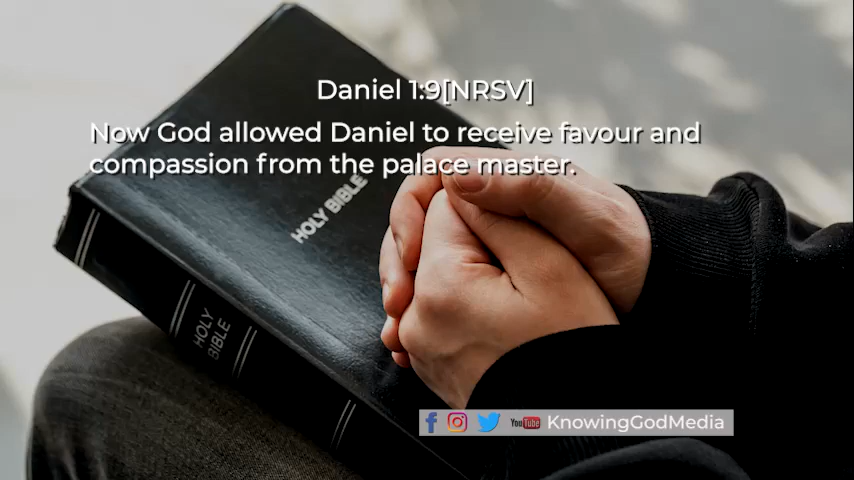 Daniel 1:9[NRSV]
Now God allowed Daniel to receive favour and
compassion from the palace master.
HOLY BIBLE
HOLY
BIBLE
YouTube KnowingGodMedia